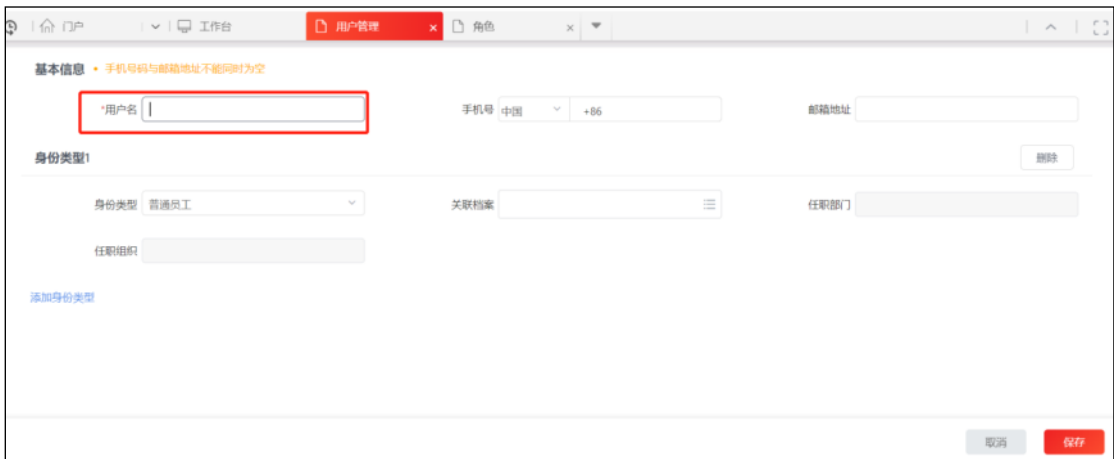 门户 工作台 用户管理 × 角色 ×
基本信息 • 手机号码与邮箱地址不能同时为空
*用户名 手机号 中国 +86 邮箱地址
身份类型1 删除
身份类型 普通员工 关联档案 任职部门
任职组织
添加身份类型
取消 保存